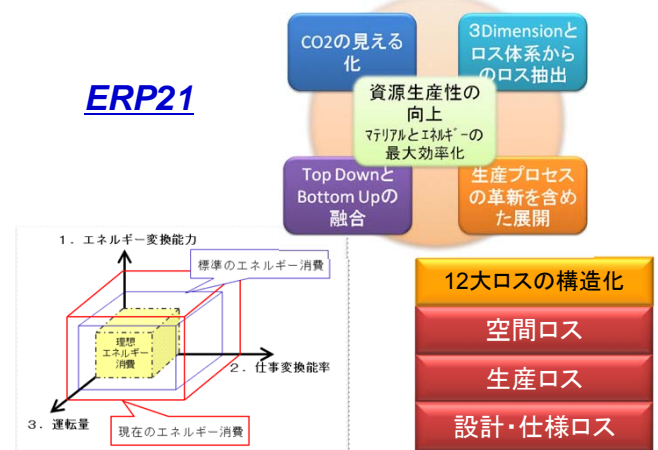 CO2の見える
化
3Dimensionと
ロス体系から
のロス抽出
ERP21
資源生産性の
向上
ﾏﾃﾘｱﾙとｴﾈﾙｷﾞｰの
最大効率化
Top Downと
Bottom Upの
融合
生産プロセス
の革新を含め
た展開
1．エネルギー変換能力
標準のエネルギー消費
理想
エネルギー
消費
2．仕事変換能率
3．運転量
現在のエネルギー消費
12大ロスの構造化
空間ロス
生産ロス
設計・仕様ロス